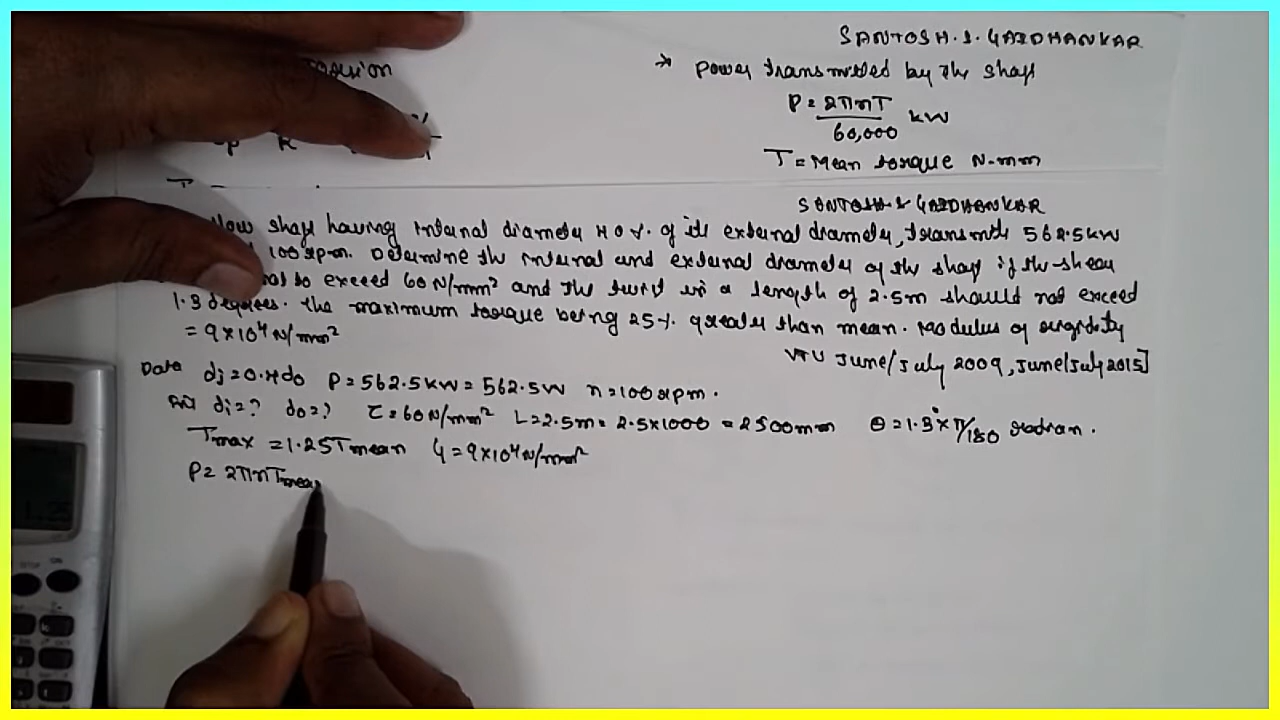 SANTOSH.S.GAIDHANKAR
* power transmitted by the shaft
P = 2πnT
60,000 kW
T = Mean torque N-mm
SANTOSH.S GAIDHANKAR
shaft having internal diameter 40 %. of its external diameter, transmits 562.5kW
100 rpm. Determine the internal and external diameter of the shaft if the shear
to exceed 60 N/mm² and the twist in a length of 2.5m should not exceed
1.3 degrees. the maximum torque being 25%. greater than mean. Modulus of rigidity
= 9×10⁴ N/mm²
VTU June/July 2009, June/July 2015]
Data di = 0.4do P = 562.5kW = 562.5W n = 100 rpm.
di = ? do = ? τ = 60 N/mm² L = 2.5m = 2.5×1000 = 2500mm θ = 1.3° × π/180 radian.
Tmax = 1.25Tmean G = 9×10⁴ N/mm²
P = 2πnTmean
1.25